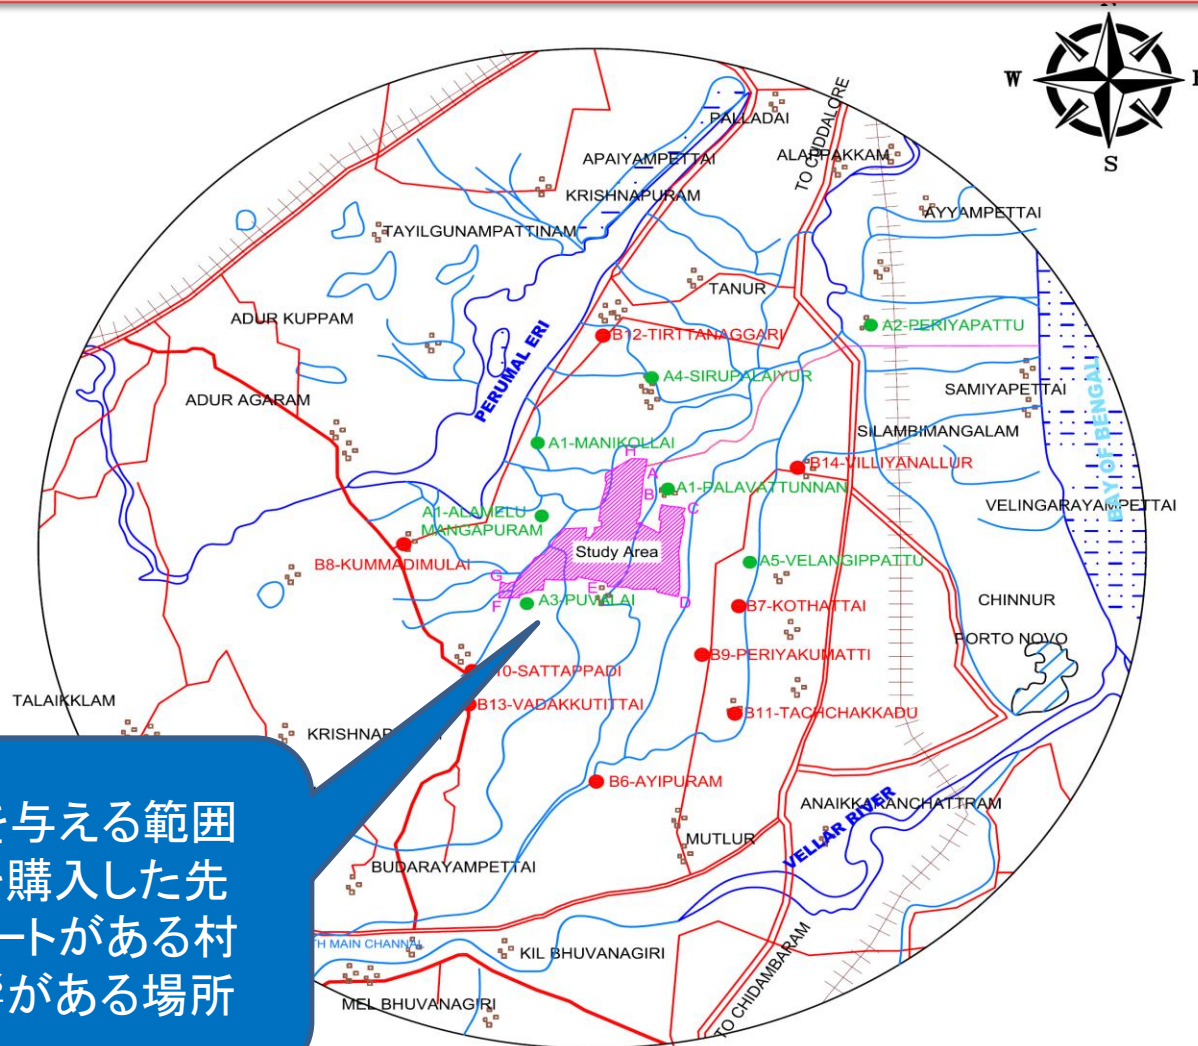 W
S
PALLADAI
TO CUDDALORE
APAIYAMPETTAI
ALAPPAKKAM
KRISHNAPURAM
AYYAMPETTAI
TAYILGUNAMPATTINAM
TANUR
ADUR KUPPAM
A2-PERIYAPATTU
B12-TIRTTANAGGARI
PERUMAL ERI
A4-SIRUPALAIYUR
SAMIYAPETTAI
ADUR AGARAM
BAY OF BENGAL
SILAMBIMANGALAM
A1-MANIKOLLAI
H
B14-VILLIYANALLUR
A
A1-PALAVATTUNNAN
B
C
VELINGARAYAMPETTAI
A1-ALAMELU
MANGAPURAM
Study Area
B8-KUMMADIMULAI
A5-VELANGIPPATTU
G
E
F
A3-PUVALAI
D
B7-KOTHATTAI
CHINNUR
PORTO NOVO
B9-PERIYAKUMATTI
10-SATTAPPADI
TALAIKKLAM
B13-VADAKKUTITTAI
B11-TACHCHAKKADU
B6-AYIPURAM
ANAIKKARANCHATTRAM
VELLAR RIVER
MUTLUR
BUDARAYAMPETTAI
を与える範囲
購入した先
ートがある村
がある場所
TH MAIN CHANNAL
KIL BHUVANAGIRI
MEL BHUVANAGIRI
TO CHIDAMBARAM